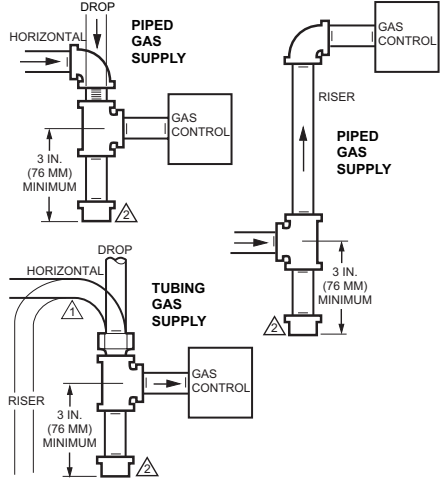 DROP
HORIZONTAL
PIPED
GAS
SUPPLY
GAS
CONTROL
3 IN.
(76 MM)
MINIMUM
2
GAS
CONTROL
RISER
PIPED
GAS
SUPPLY
3 IN.
(76 MM)
MINIMUM
2
DROP
HORIZONTAL
1
TUBING
GAS
SUPPLY
GAS
CONTROL
RISER
3 IN.
(76 MM)
MINIMUM
2